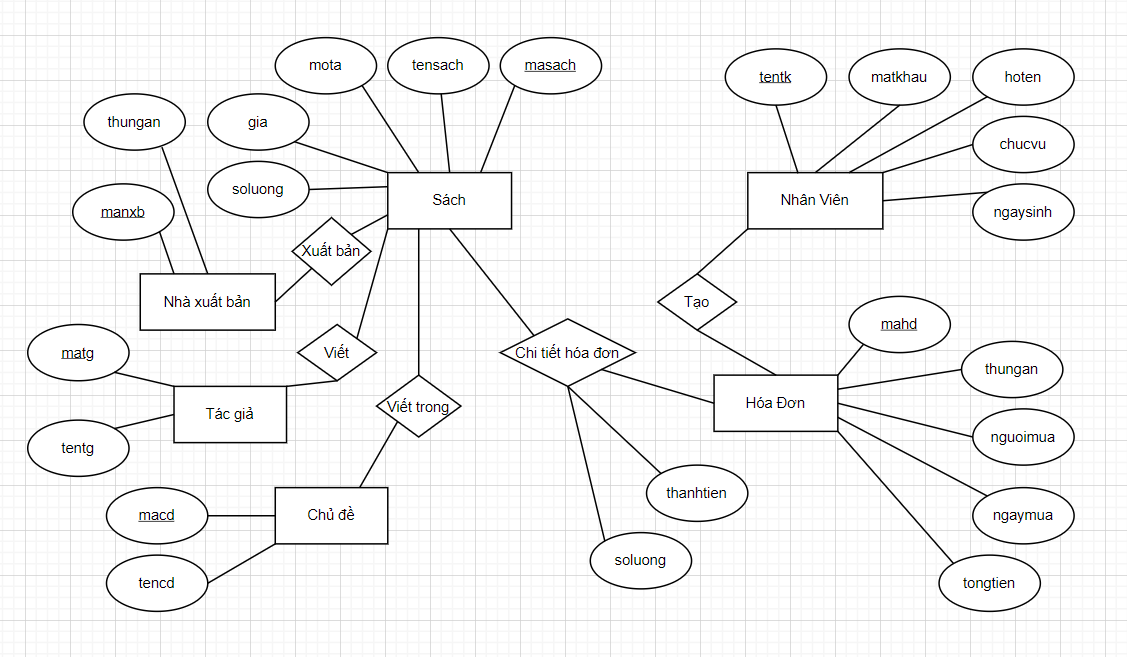 mota
tensach
masach
tentk
matkhau
hoten
thungan
gia
chucvu
soluong
Sách
Nhân Viên
manxb
ngaysinh
Xuất bản
Nhà xuất bản
Tạo
mahd
matg
Viết
Chi tiết hóa đơn
thungan
Tác giả
Viết trong
Hóa Đơn
nguoimua
tentg
thanhtien
macd
Chủ đề
ngaymua
soluong
tencd
tongtien